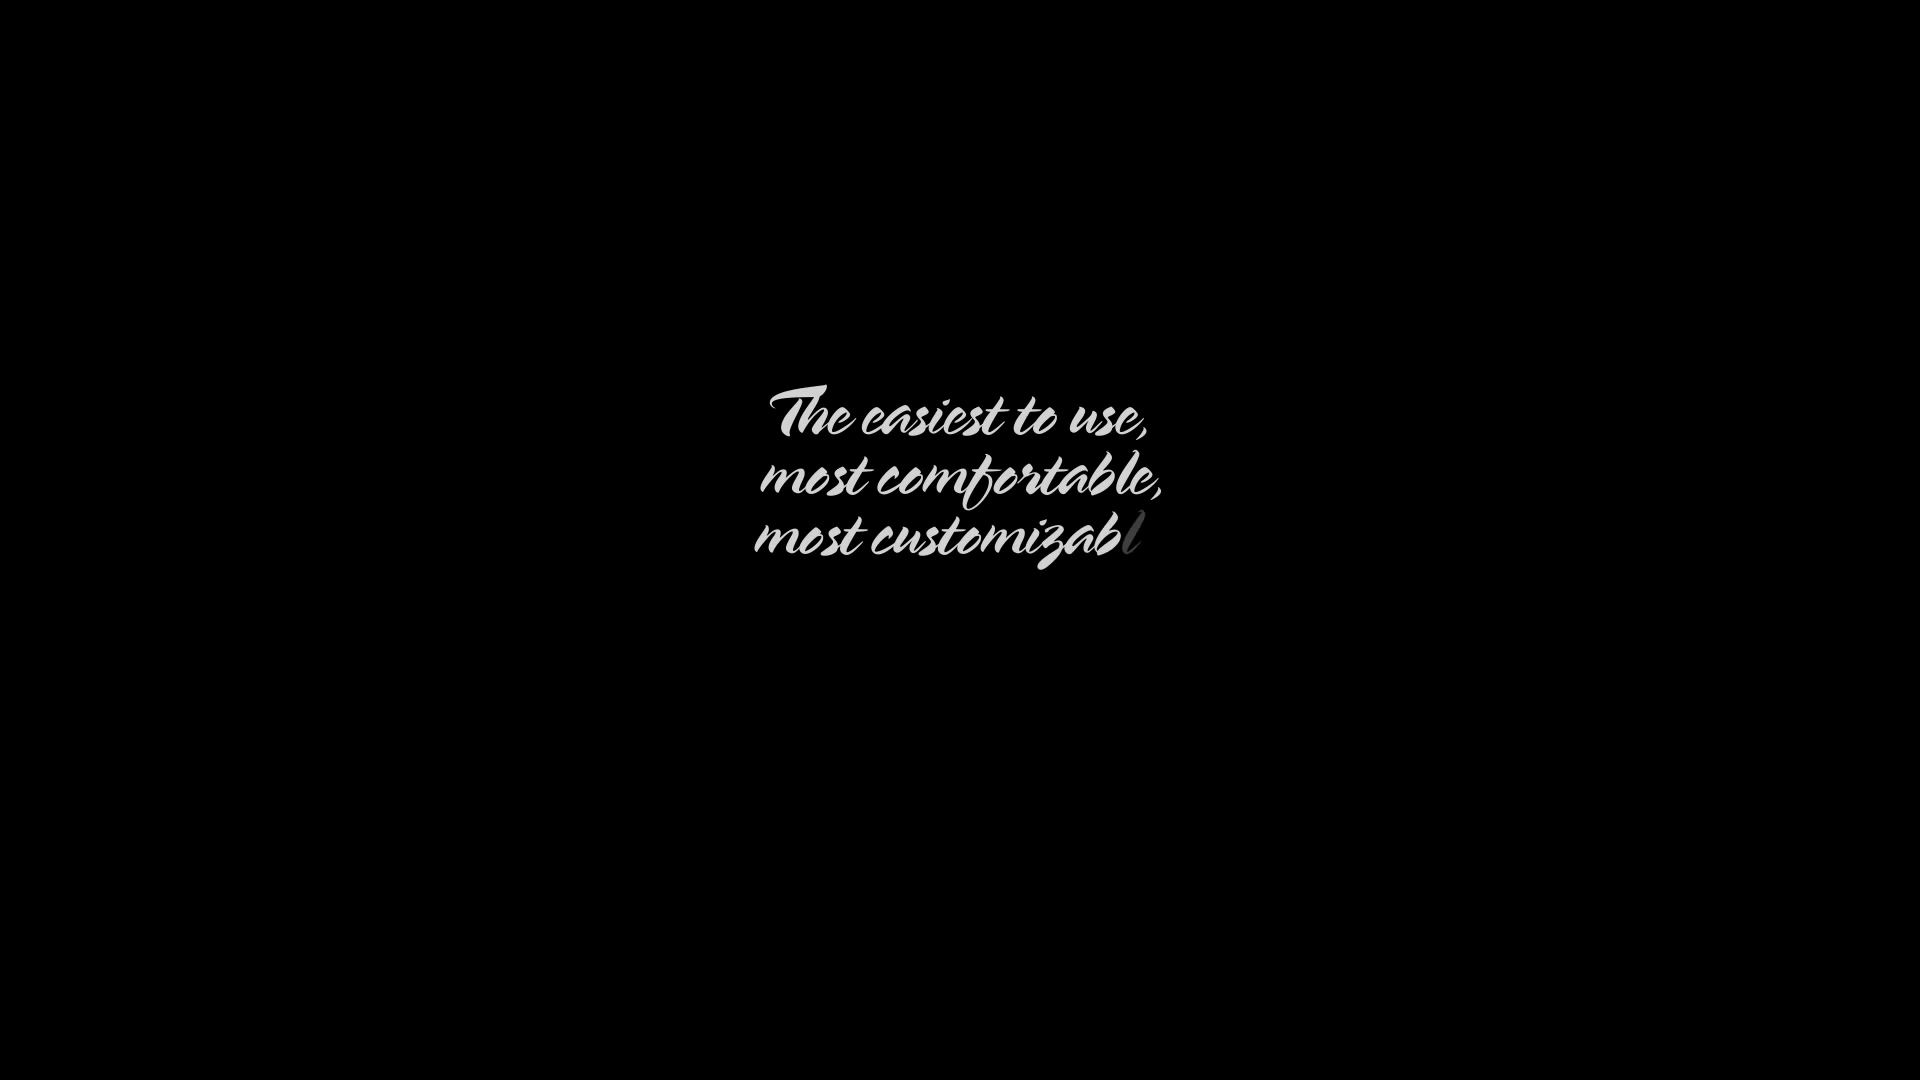 The easiest to use,
most comfortable,
most customizabl